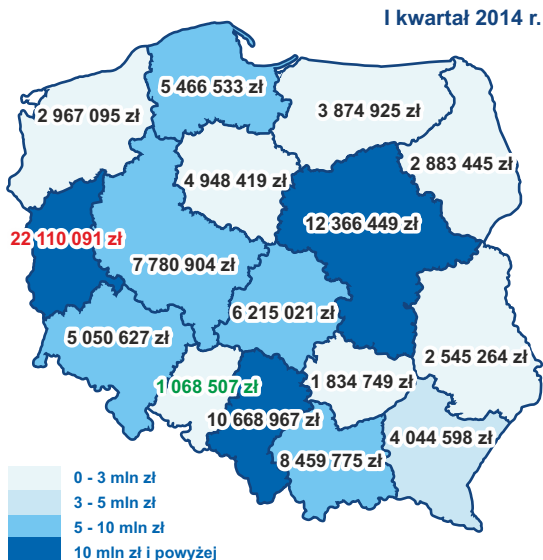 I kwartał 2014 r.
5 466 533 zł
2 967 095 zł
3 874 925 zł
2 883 445 zł
4 948 419 zł
12 366 449 zł
22 110 091 zł
7 780 904 zł
6 215 021 zł
5 050 627 zł
2 545 264 zł
1 068 507 zł
1 834 749 zł
10 668 967 zł
4 044 598 zł
8 459 775 zł
0 - 3 mln zł
3 - 5 mln zł
5 - 10 mln zł
10 mln zł i powyżej